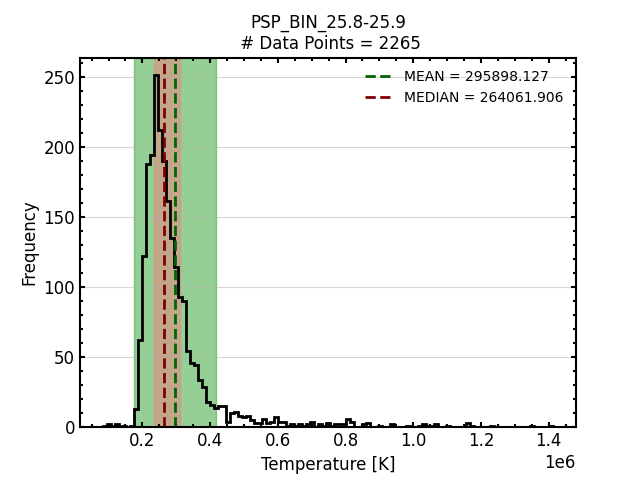 PSP_BIN_25.8-25.9
# Data Points = 2265
MEAN = 295898.127
MEDIAN = 264061.906
Frequency
250
200
150
100
50
0
0.2 0.4 0.6 0.8 1.0 1.2 1.4
1e6
Temperature [K]